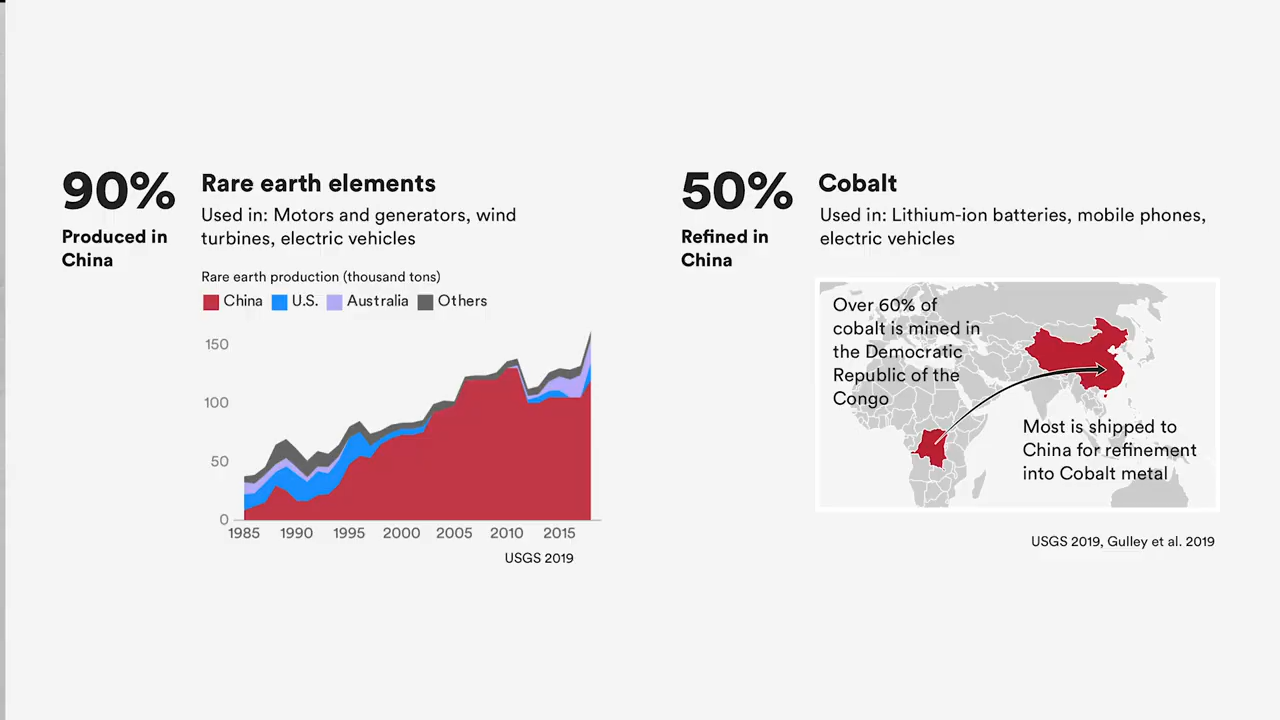 90%
Produced in
China
Rare earth elements
Used in: Motors and generators, wind
turbines, electric vehicles
Rare earth production (thousand tons)
China U.S. Australia Others
150
100
50
0
1985 1990 1995 2000 2005 2010 2015
USGS 2019
50%
Refined in
China
Cobalt
Used in: Lithium-ion batteries, mobile phones,
electric vehicles
Over 60% of
cobalt is mined in
the Democratic
Republic of the
Congo
Most is shipped to
China for refinement
into Cobalt metal
USGS 2019, Gulley et al. 2019